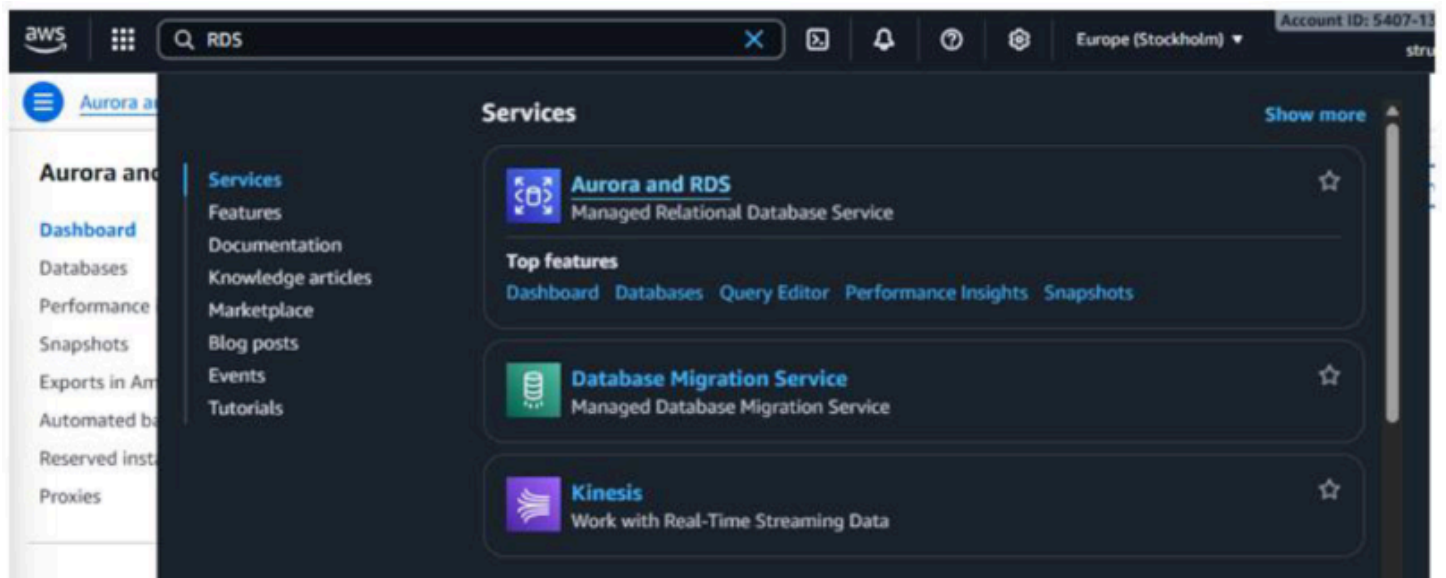 aws
RDS
Europe (Stockholm)
Account ID: 5407-13
stru
Aurora a
Aurora and
Dashboard
Databases
Performance
Snapshots
Exports in Am
Automated ba
Reserved insta
Proxies
Services
Features
Documentation
Knowledge articles
Marketplace
Blog posts
Events
Tutorials
Services
Show more
Aurora and RDS
Managed Relational Database Service
Top features
Dashboard Databases Query Editor Performance Insights Snapshots
Database Migration Service
Managed Database Migration Service
Kinesis
Work with Real-Time Streaming Data